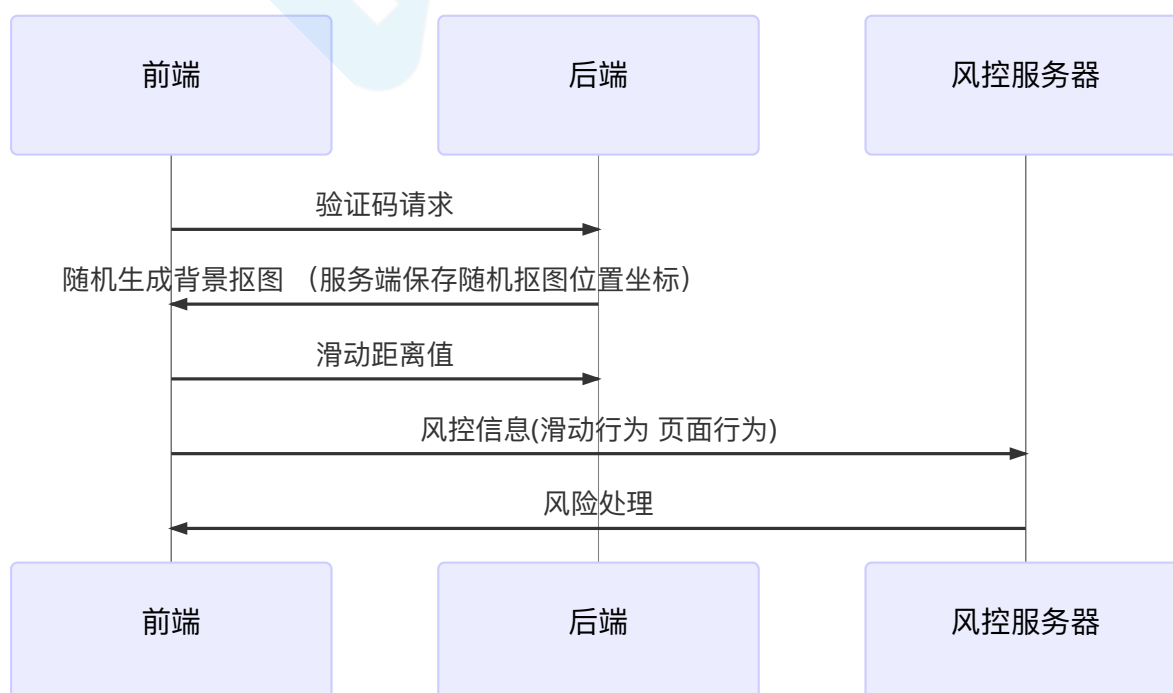 前端
后端
风控服务器
验证码请求
随机生成背景抠图 （服务端保存随机抠图位置坐标）
滑动距离值
风控信息(滑动行为 页面行为)
风险处理
前端
后端
风控服务器